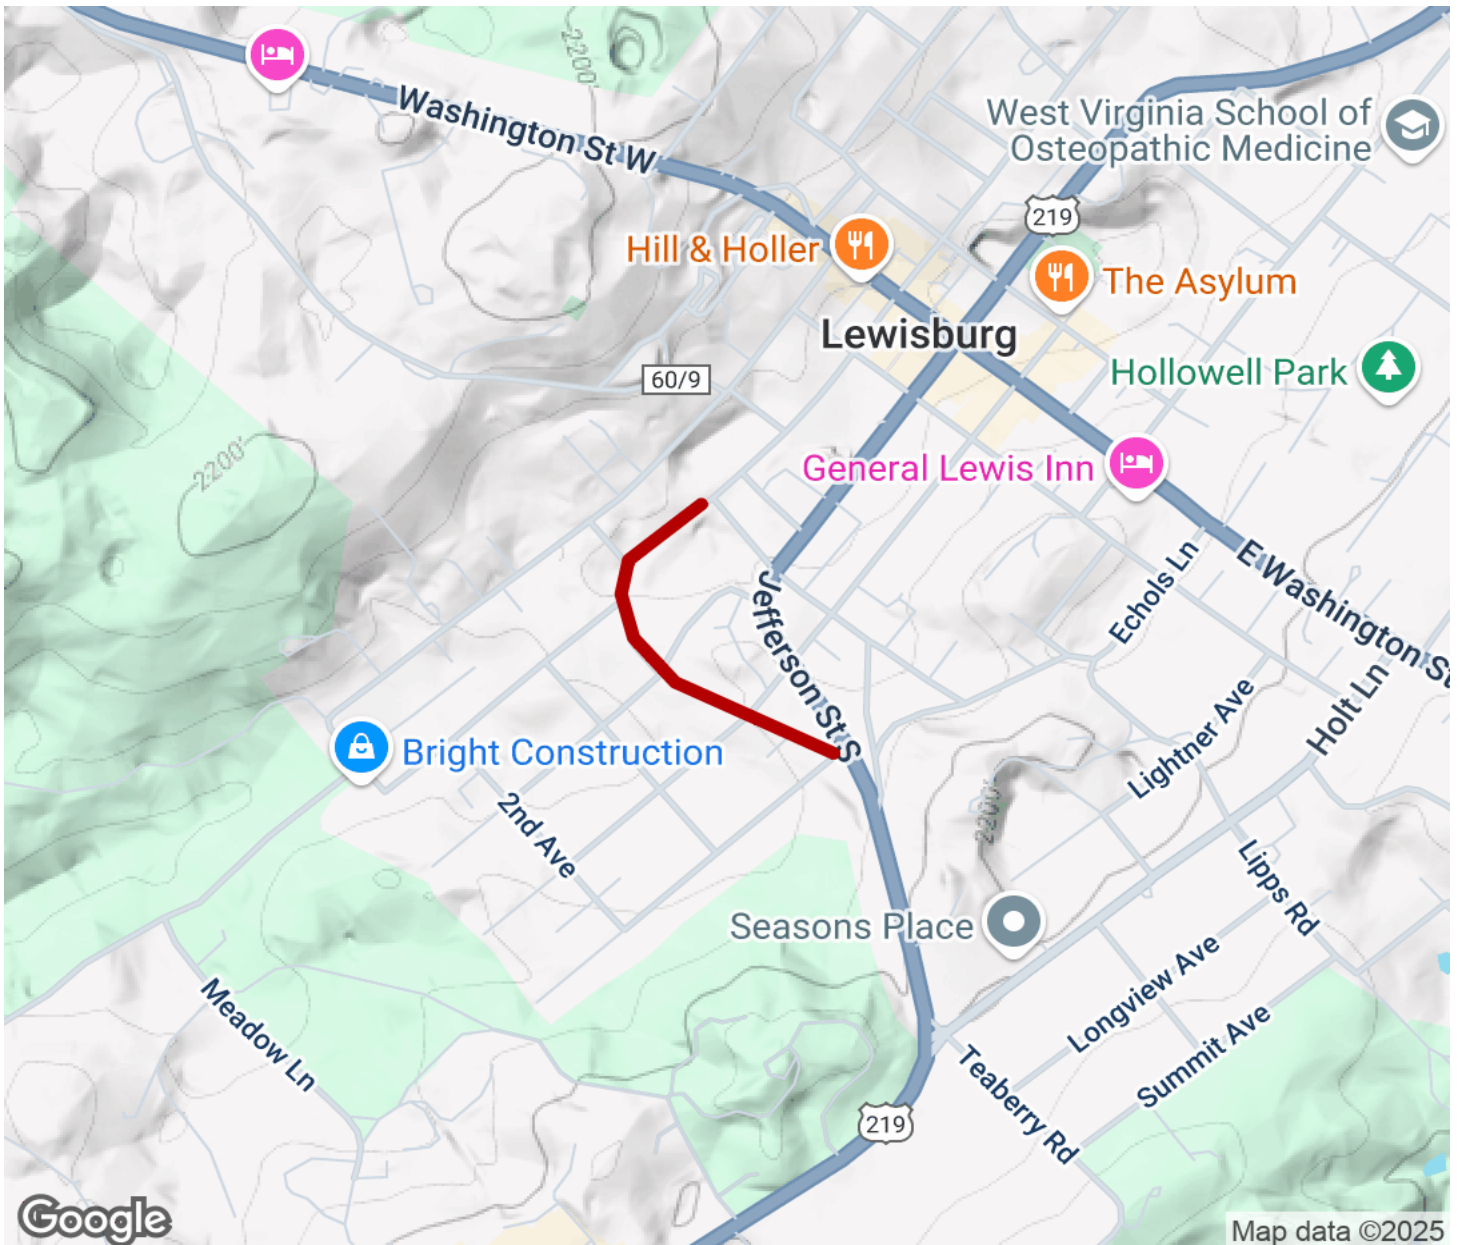 2200'
Washington St W
West Virginia School of
Osteopathic Medicine
219
Hill & Holler
The Asylum
Lewisburg
60/9
Hollowell Park
2200'
General Lewis Inn
E Washington St
Echols Ln
Jefferson St S
Holt Ln
Lightner Ave
Bright Construction
2200'
2nd Ave
Lipps Rd
Seasons Place
Longview Ave
Meadow Ln
Summit Ave
Teaberry Rd
219
Google
Map data ©2025